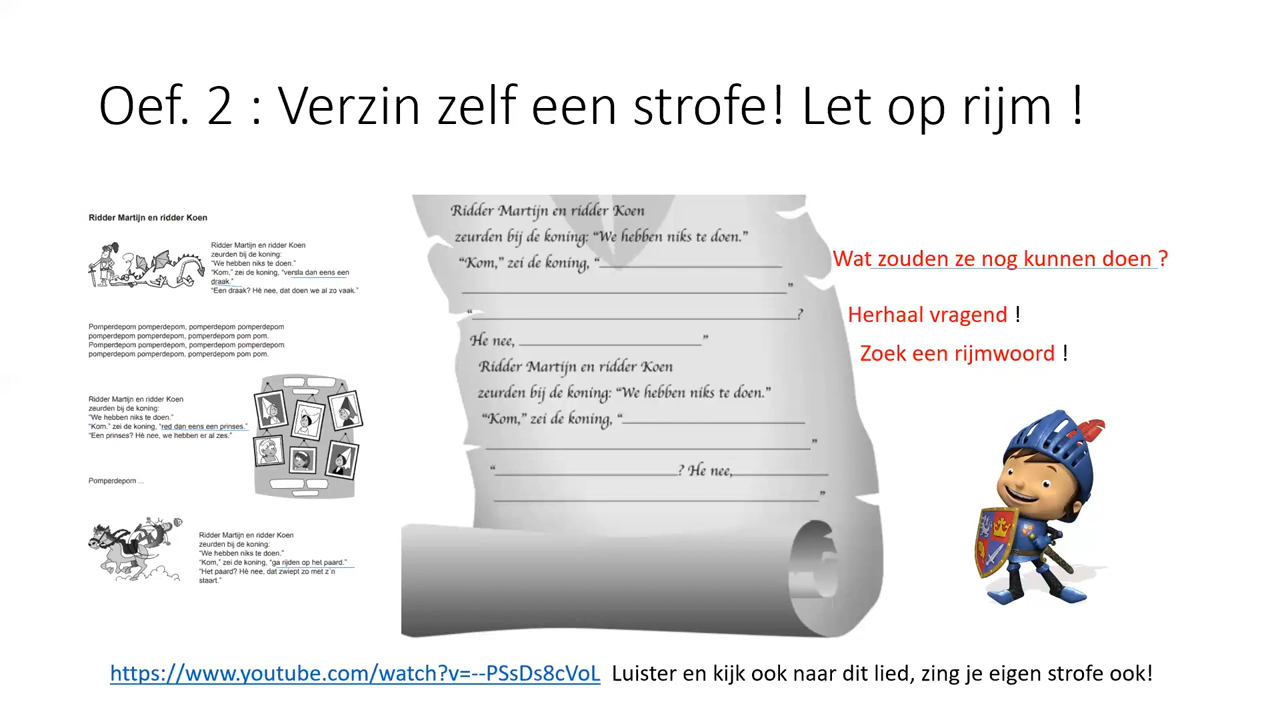 Oef. 2 : Verzin zelf een strofe! Let op rijm !
Ridder Martijn en ridder Koen
Ridder Martijn en ridder Koen
zeurden bij de koning:
“We hebben niks te doen.”
“Kom,” zei de koning, “versla dan eens een
draak.”
“Een draak? Hè nee, dat doen we al zo vaak.”
Pomperdepom pomperdepom, pomperdepom pomperdepom
pomperdepom pomperdepom, pomperdepom pom pom.
Pomperdepom pomperdepom, pomperdepom pomperdepom
pomperdepom pomperdepom, pomperdepom pom pom.
Ridder Martijn en ridder Koen
zeurden bij de koning:
“We hebben niks te doen.”
“Kom.” zei de koning, “red dan eens een prinses.”
“Een prinses? Hè nee, we hebben er al zes.”
Pomperdepom ...
Ridder Martijn en ridder Koen
zeurden bij de koning:
“We hebben niks te doen.”
“Kom,” zei de koning, “ga rijden op het paard.”
“Het paard? Hè nee, dat zwiept zo met z’n
staart.”
Ridder Martijn en ridder Koen
zeurden bij de koning: “We hebben niks te doen.”
“Kom,” zei de koning, “____________________
____________________”
“____________________?
He nee, ____________________”
Ridder Martijn en ridder Koen
zeurden bij de koning: “We hebben niks te doen.”
“Kom,” zei de koning, “____________________
____________________”
“____________________? He nee,__________
____________________”
Wat zouden ze nog kunnen doen ?
Herhaal vragend !
Zoek een rijmwoord !
https://www.youtube.com/watch?v=--PSsDs8cVoL Luister en kijk ook naar dit lied, zing je eigen strofe ook!